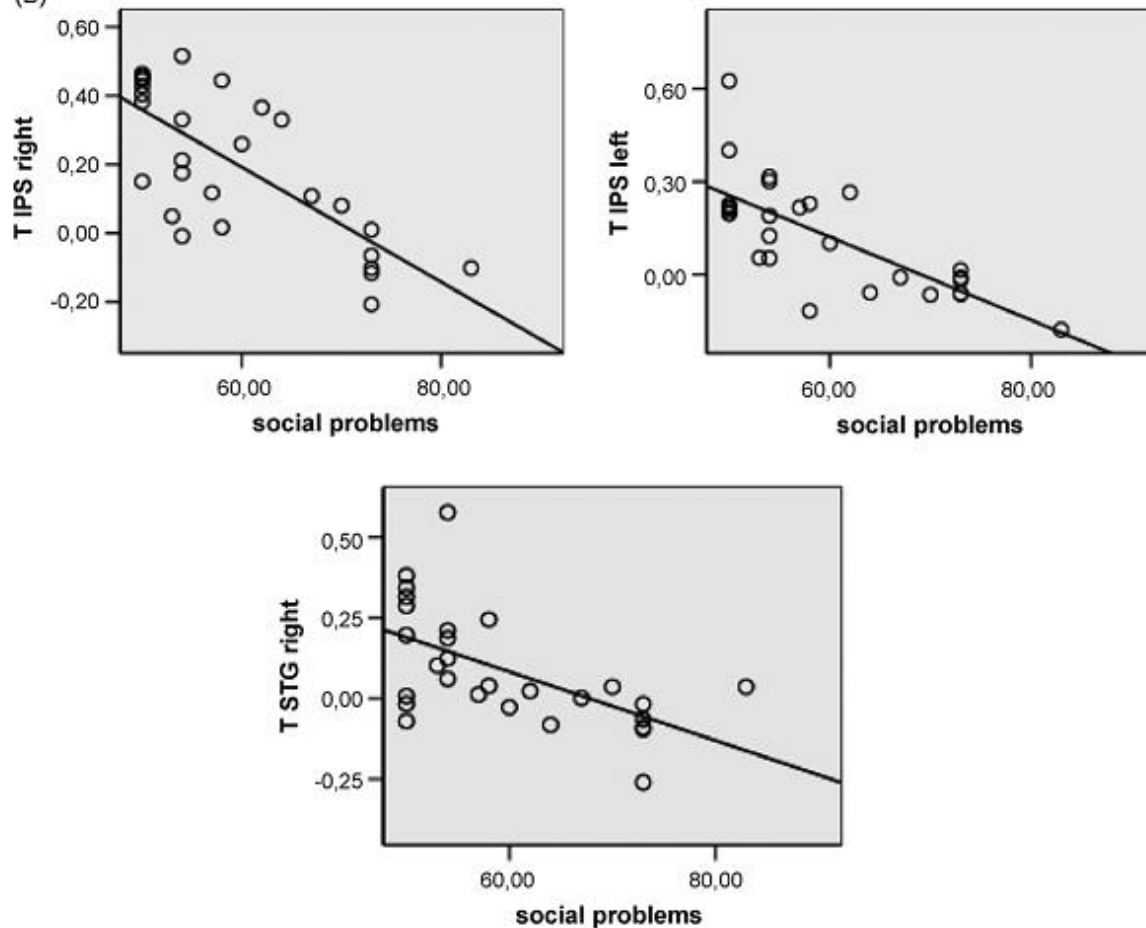 (B)
0,60
0,40
0,20
0,00
-0,20
T IPS right
60,00 80,00
social problems
0,60
0,30
0,00
T IPS left
60,00 80,00
social problems
0,50
0,25
0,00
-0,25
T STG right
60,00 80,00
social problems